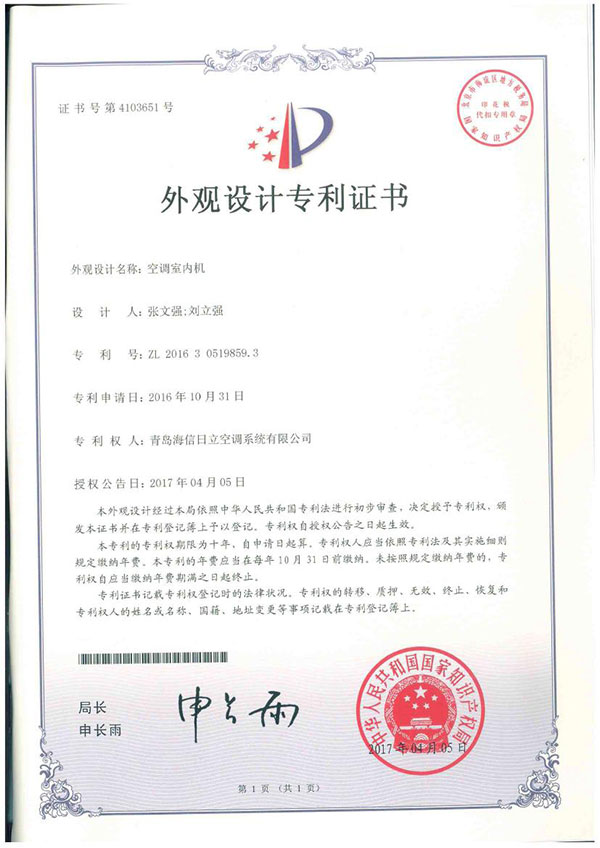 证书号第4103651号
北京市海淀区地方税务局
印花税
代扣专用章
国家知识产权局
外观设计专利证书
外观设计名称:空调室内机
设 计 人:张文强;刘立强
专 利 号:ZL 2016 3 0519859.3
专利申请日:2016年10月31日
专 利 权 人:青岛海信日立空调系统有限公司
授权公告日:2017年04月05日
本外观设计经过本局依照中华人民共和国专利法进行初步审查,决定授予专利权,颁
发本证书并在专利登记簿上予以登记。专利权自授权公告之日起生效。
本专利的专利权期限为十年,自申请日起算。专利权人应当依照专利法及其实施细则
规定缴纳年费。本专利的年费应当在每年10月31日前缴纳。未按照规定缴纳年费的,专
利权自应当缴纳年费期满之日起终止。
专利证书记载专利权登记时的法律状况。专利权的转移、质押、无效、终止、恢复和
专利权人的姓名或名称、国籍、地址变更等事项记载在专利登记簿上。
局长
申长雨
申长雨
中华人民共和国国家知识产权局
2017年04月05日
第1页(共1页)